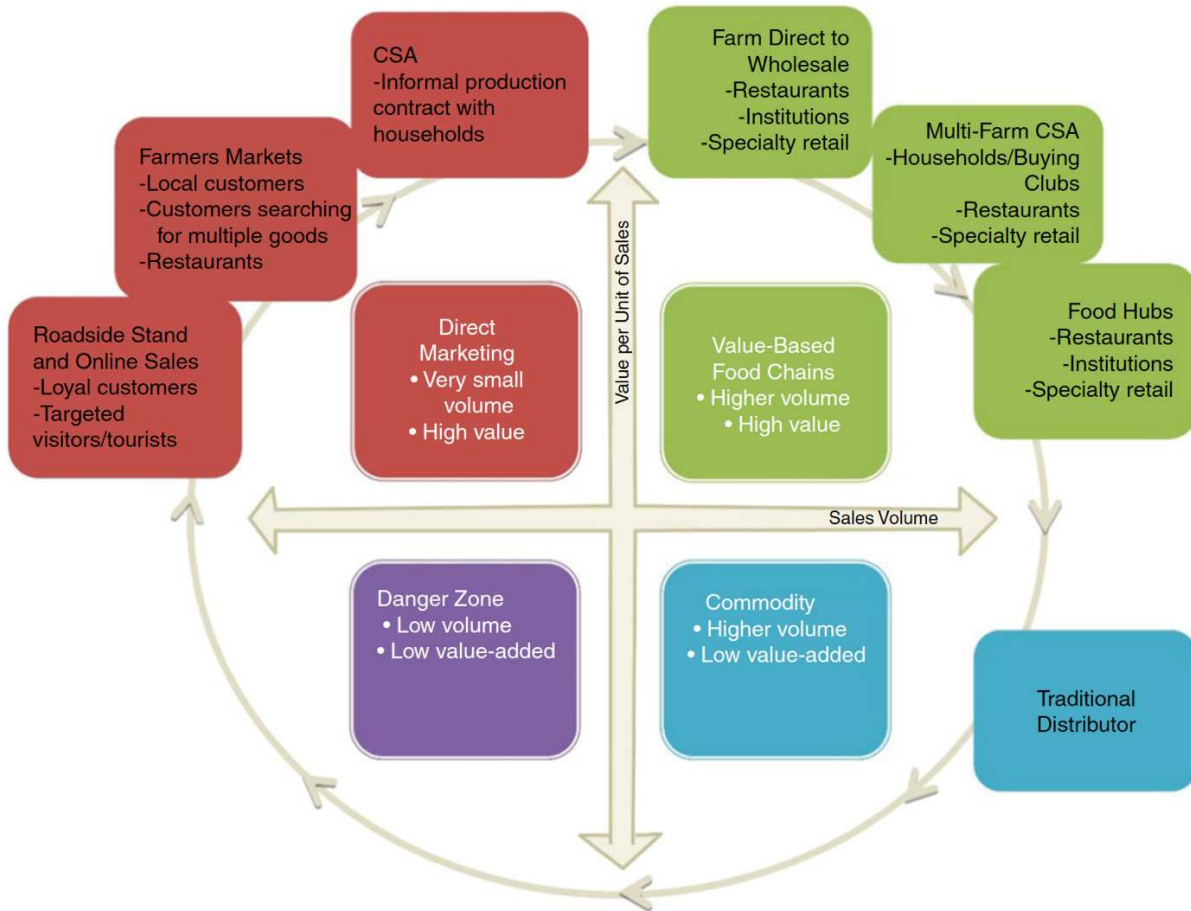 CSA
-Informal production
contract with
households
Farmers Markets
-Local customers
-Customers searching
for multiple goods
-Restaurants
Roadside Stand
and Online Sales
-Loyal customers
-Targeted
visitors/tourists
Farm Direct to
Wholesale
-Restaurants
-Institutions
-Specialty retail
Multi-Farm CSA
-Households/Buying
Clubs
-Restaurants
-Specialty retail
Food Hubs
-Restaurants
-Institutions
-Specialty retail
Direct
Marketing
• Very small
volume
• High value
Value per Unit of Sales
Value-Based
Food Chains
• Higher volume
• High value
Sales Volume
Danger Zone
• Low volume
• Low value-added
Commodity
• Higher volume
• Low value-added
Traditional
Distributor